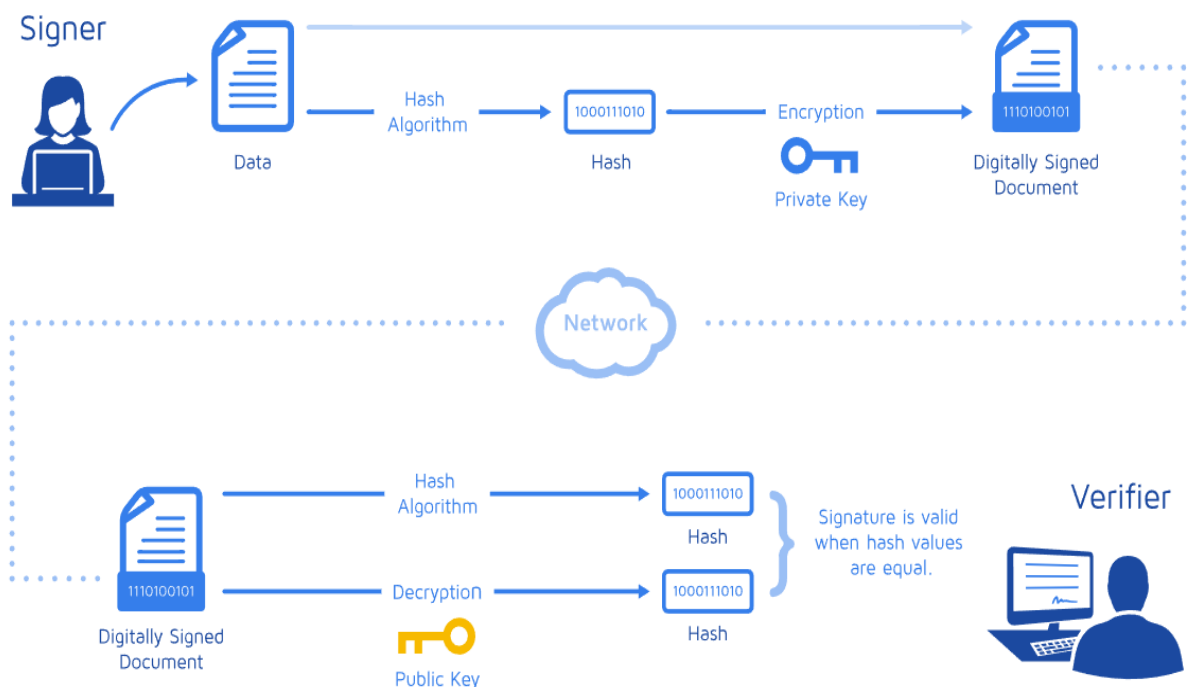 Signer
Data
Hash
Algorithm
1000111010
Hash
Encryption
Private Key
1110100101
Digitally Signed
Document
Network
1110100101
Digitally Signed
Document
Hash
Algorithm
1000111010
Hash
Decryption
Public Key
1000111010
Hash
Signature is valid
when hash values
are equal.
Verifier